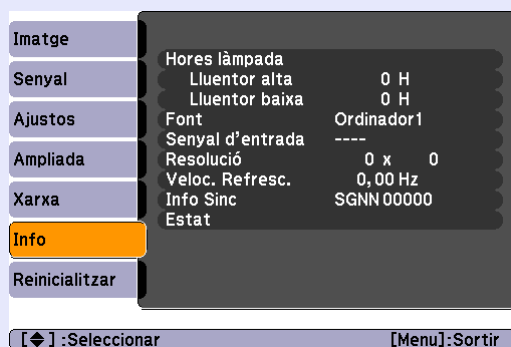 Imatge
Senyal
Ajustos
Ampliada
Xarxa
Info
Reinicialitzar
Hores làmpada
Lluentor alta 0 H
Lluentor baixa 0 H
Font Ordinador1
Senyal d'entrada ----
Resolució 0 x 0
Veloc. Refresc. 0,00 Hz
Info Sinc SGNN 00000
Estat
[◆] :Seleccionar [Menu]:Sortir